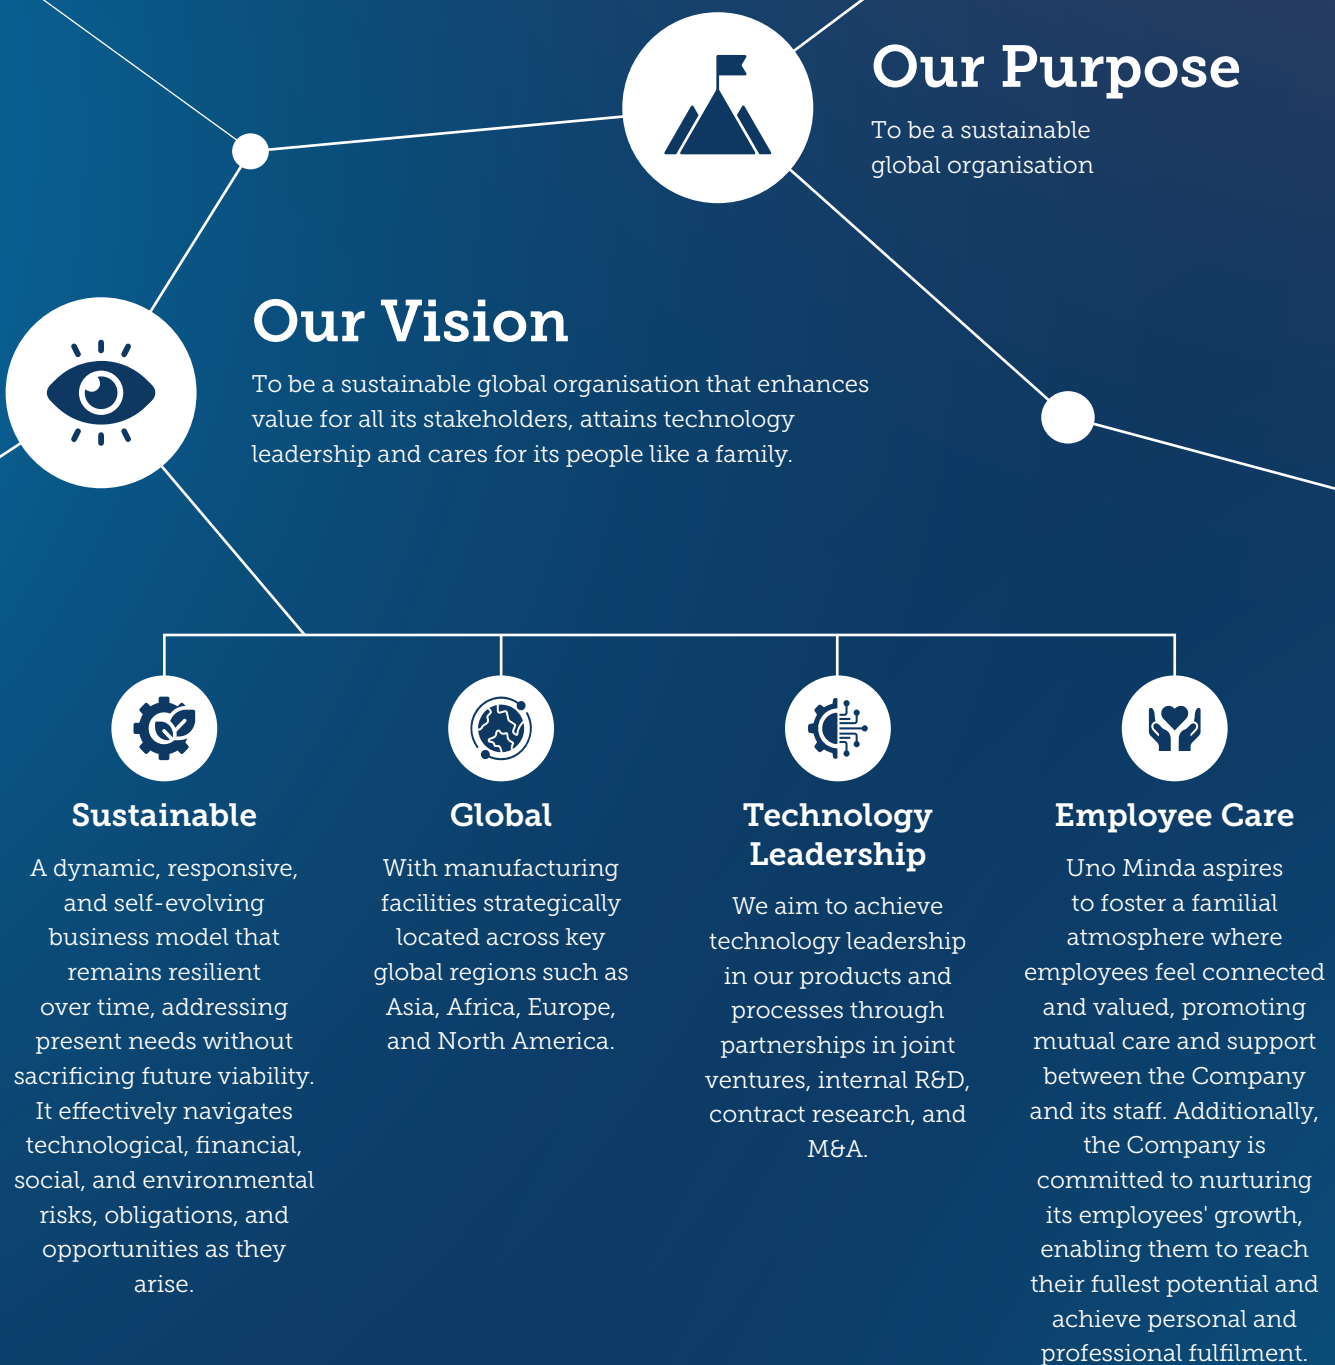 Our Purpose
To be a sustainable
global organisation
Our Vision
To be a sustainable global organisation that enhances
value for all its stakeholders, attains technology
leadership and cares for its people like a family.
Sustainable
A dynamic, responsive,
and self-evolving
business model that
remains resilient
over time, addressing
present needs without
sacrificing future viability.
It effectively navigates
technological, financial,
social, and environmental
risks, obligations, and
opportunities as they
arise.
Global
With manufacturing
facilities strategically
located across key
global regions such as
Asia, Africa, Europe,
and North America.
Technology
Leadership
We aim to achieve
technology leadership
in our products and
processes through
partnerships in joint
ventures, internal R&D,
contract research, and
M&A.
Employee Care
Uno Minda aspires
to foster a familial
atmosphere where
employees feel connected
and valued, promoting
mutual care and support
between the Company
and its staff. Additionally,
the Company is
committed to nurturing
its employees' growth,
enabling them to reach
their fullest potential and
achieve personal and
professional fulfilment.